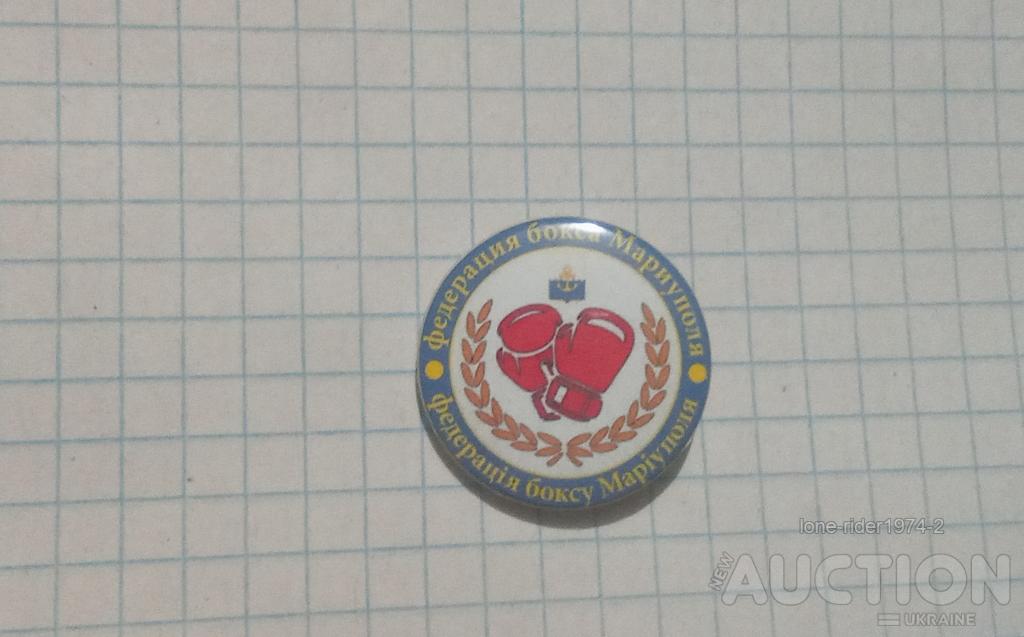 федерация бокса Мариуполя
федерація боксу Маріуполя
lone-rider1974-2
NEW
AUCTION
UKRAINE